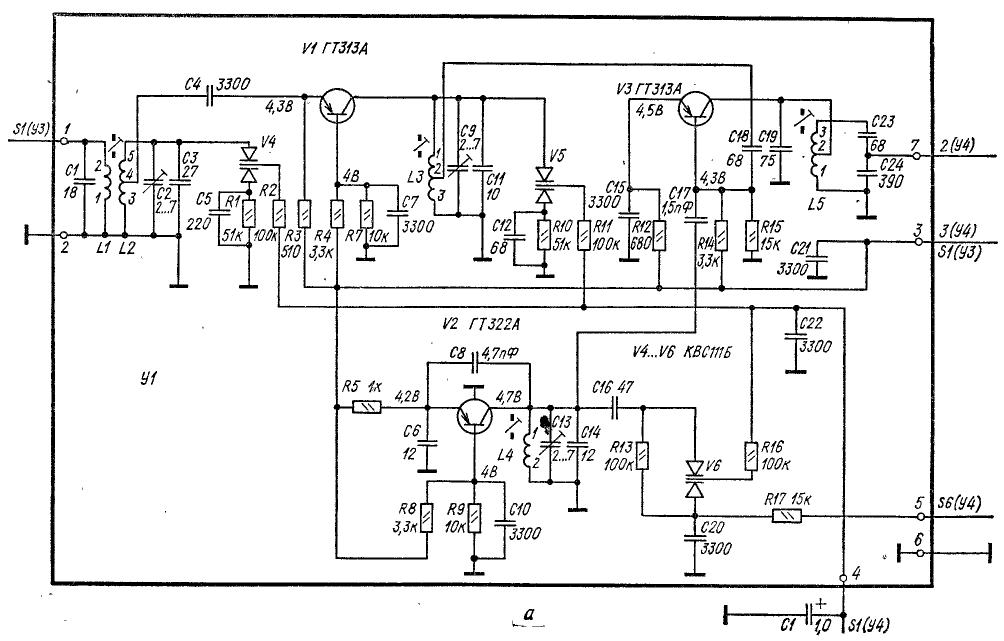 V1 ГТ313А
C4 3300
4,3В
V3 ГТ313А
4,5В
S1(У3) 1
C1
18
2
1
L1
5
4
3
L2
C2
2...7
C3
27
V4
C5
220
R1
51к
R2
100к
R3
510
R4
3,3к
4В
R7
10к
C7
3300
L3
1
2
3
C9
2...7
C11
10
V5
C12
68
R10
51к
R11
100к
3300
C15
R12
680
C17
1,5пФ
4,3В
R14
3,3к
C18
68
C19
75
R15
15к
3
2
1
L5
C23
68
C24
390
7 2(У4)
C21
3300
3 3(У4)
S1(У3)
2
У1
V2 ГТ322А
C8 4,7пФ
R5 1к
4,2В
4,7В
C6
12
4В
R8
3,3к
R9
10к
C10
3300
L4
1
2
C13
2...7
C14
12
C16 47
V4...V6 КВС111Б
C22
3300
R13
100к
V6
R16
100к
R17 15к
C20
3300
5 S6(У4)
6
4
C1 + 1,0
S1(У4)
а